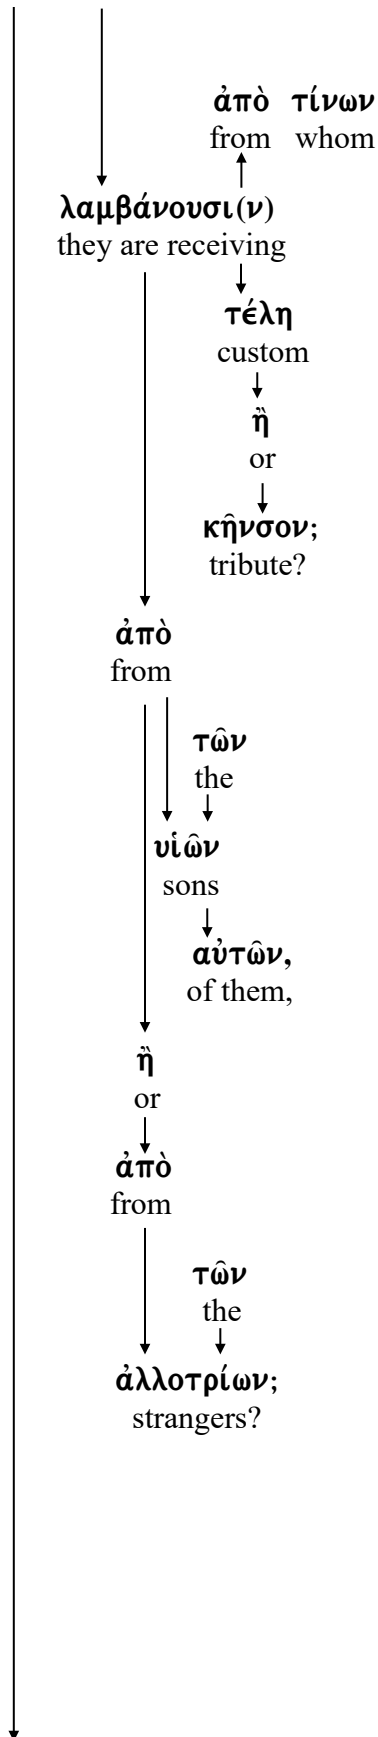 ἀπὸ τίνων
from whom
λαμβάνουσι(ν)
they are receiving
τέλη
custom
ἢ
or
κῆνσον;
tribute?
ἀπὸ
from
τῶν
the
υἱῶν
sons
αὐτῶν,
of them,
ἢ
or
ἀπὸ
from
τῶν
the
ἀλλοτρίων;
strangers?